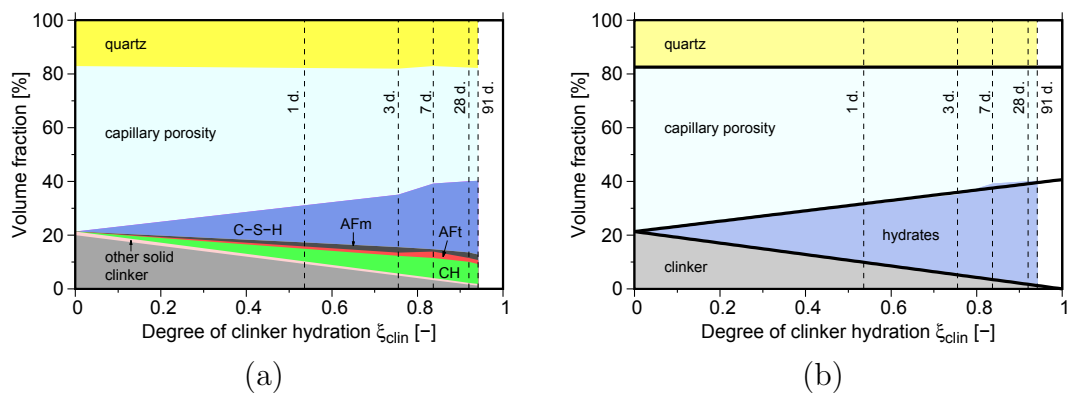 100
80
60
40
20
0
Volume fraction [%]
quartz
capillary porosity
1 d.
3 d.
7 d.
28 d.
91 d.
C−S−H
AFm
AFt
other solid
clinker
CH
0
0.2
0.4
0.6
0.8
1
Degree of clinker hydration ξclin [−]
(a)
100
80
60
40
20
0
Volume fraction [%]
quartz
capillary porosity
1 d.
3 d.
7 d.
28 d.
91 d.
hydrates
clinker
0
0.2
0.4
0.6
0.8
1
Degree of clinker hydration ξclin [−]
(b)